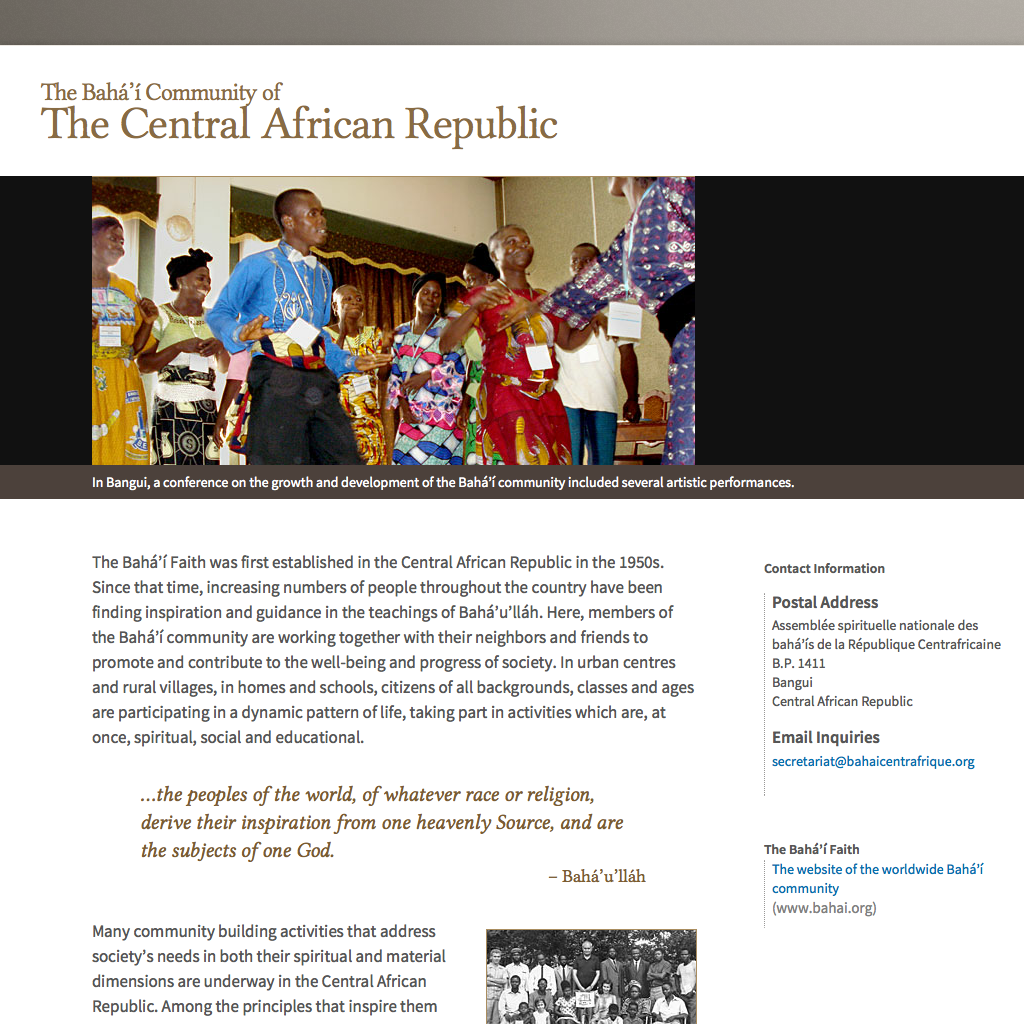 The Bahá’í Community of
The Central African Republic
In Bangui, a conference on the growth and development of the Bahá’í community included several artistic performances.
The Bahá’í Faith was first established in the Central African Republic in the 1950s.
Since that time, increasing numbers of people throughout the country have been
finding inspiration and guidance in the teachings of Bahá’u’lláh. Here, members of
the Bahá’í community are working together with their neighbors and friends to
promote and contribute to the well-being and progress of society. In urban centres
and rural villages, in homes and schools, citizens of all backgrounds, classes and ages
are participating in a dynamic pattern of life, taking part in activities which are, at
once, spiritual, social and educational.
…the peoples of the world, of whatever race or religion,
derive their inspiration from one heavenly Source, and are
the subjects of one God.
– Bahá’u’lláh
Many community building activities that address
society’s needs in both their spiritual and material
dimensions are underway in the Central African
Republic. Among the principles that inspire them
Contact Information
Postal Address
Assemblée spirituelle nationale des
bahá’ís de la République Centrafricaine
B.P. 1411
Bangui
Central African Republic
Email Inquiries
secretariat@bahaicentrafrique.org
The Bahá’í Faith
The website of the worldwide Bahá’í
community
(www.bahai.org)